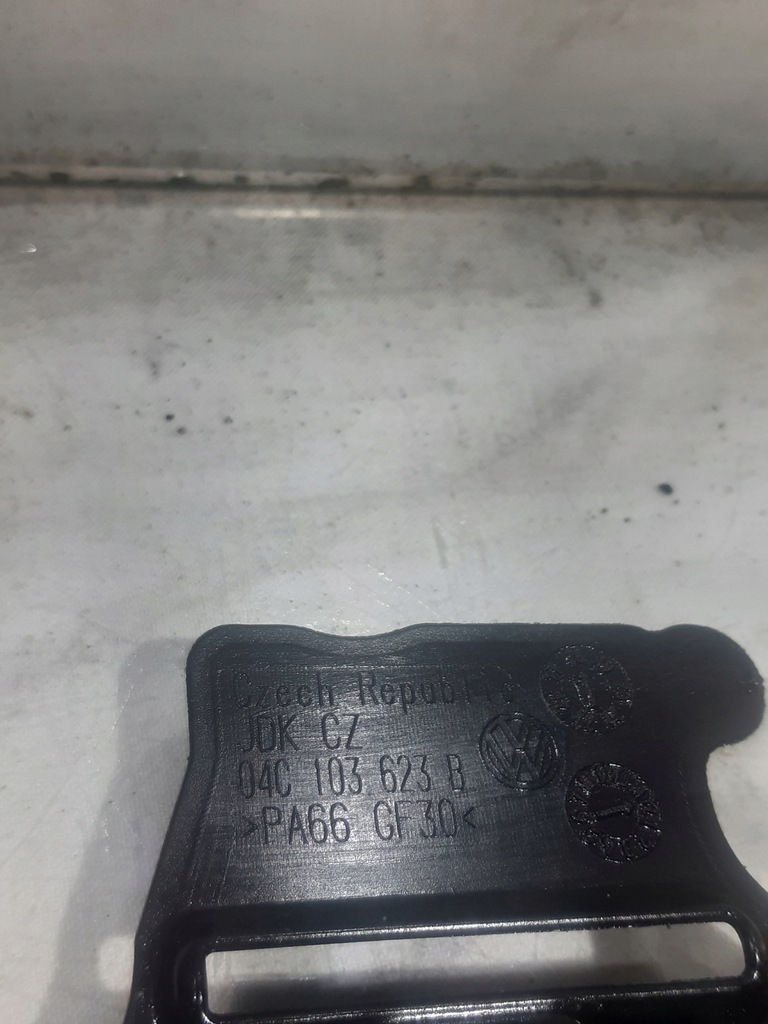 Czech Republic
JDK CZ
04C 103 623 B
>PA66 GF30<